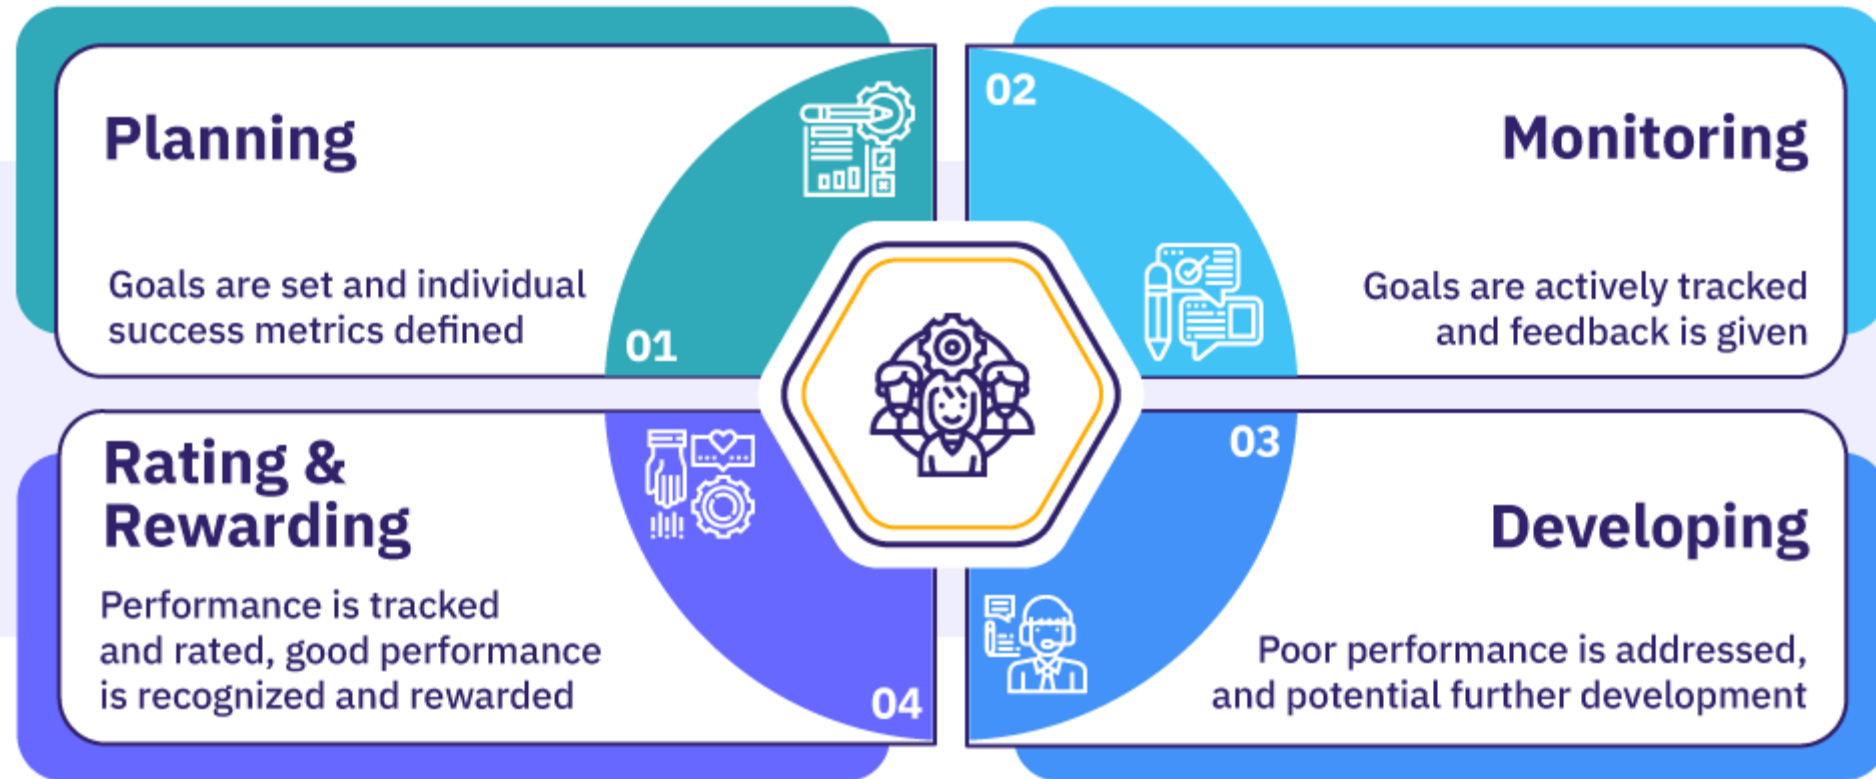 Planning
Goals are set and individual
success metrics defined
01
02
Monitoring
Goals are actively tracked
and feedback is given
03
Developing
Poor performance is addressed,
and potential further development
Rating &
Rewarding
Performance is tracked
and rated, good performance
is recognized and rewarded
04